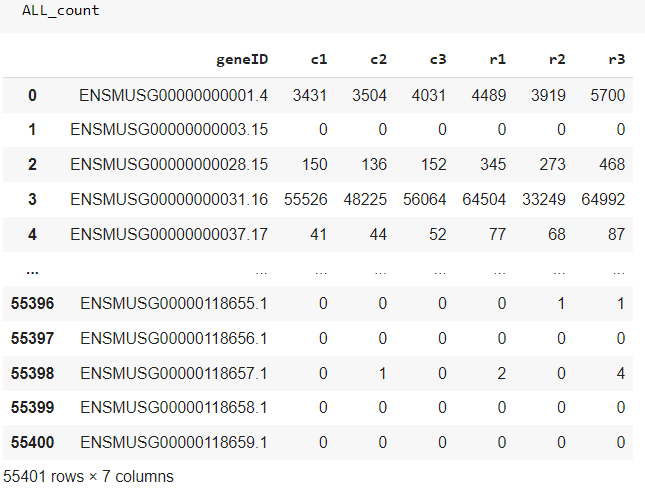 ALL_count
geneID c1 c2 c3 r1 r2 r3
0 ENSMUSG00000000001.4 3431 3504 4031 4489 3919 5700
1 ENSMUSG00000000003.15 0 0 0 0 0 0
2 ENSMUSG00000000028.15 150 136 152 345 273 468
3 ENSMUSG00000000031.16 55526 48225 56064 64504 33249 64992
4 ENSMUSG00000000037.17 41 44 52 77 68 87
... ... ... ... ... ... ... ...
55396 ENSMUSG00000118655.1 0 0 0 0 1 1
55397 ENSMUSG00000118656.1 0 0 0 0 0 0
55398 ENSMUSG00000118657.1 0 1 0 2 0 4
55399 ENSMUSG00000118658.1 0 0 0 0 0 0
55400 ENSMUSG00000118659.1 0 0 0 0 0 0
55401 rows × 7 columns